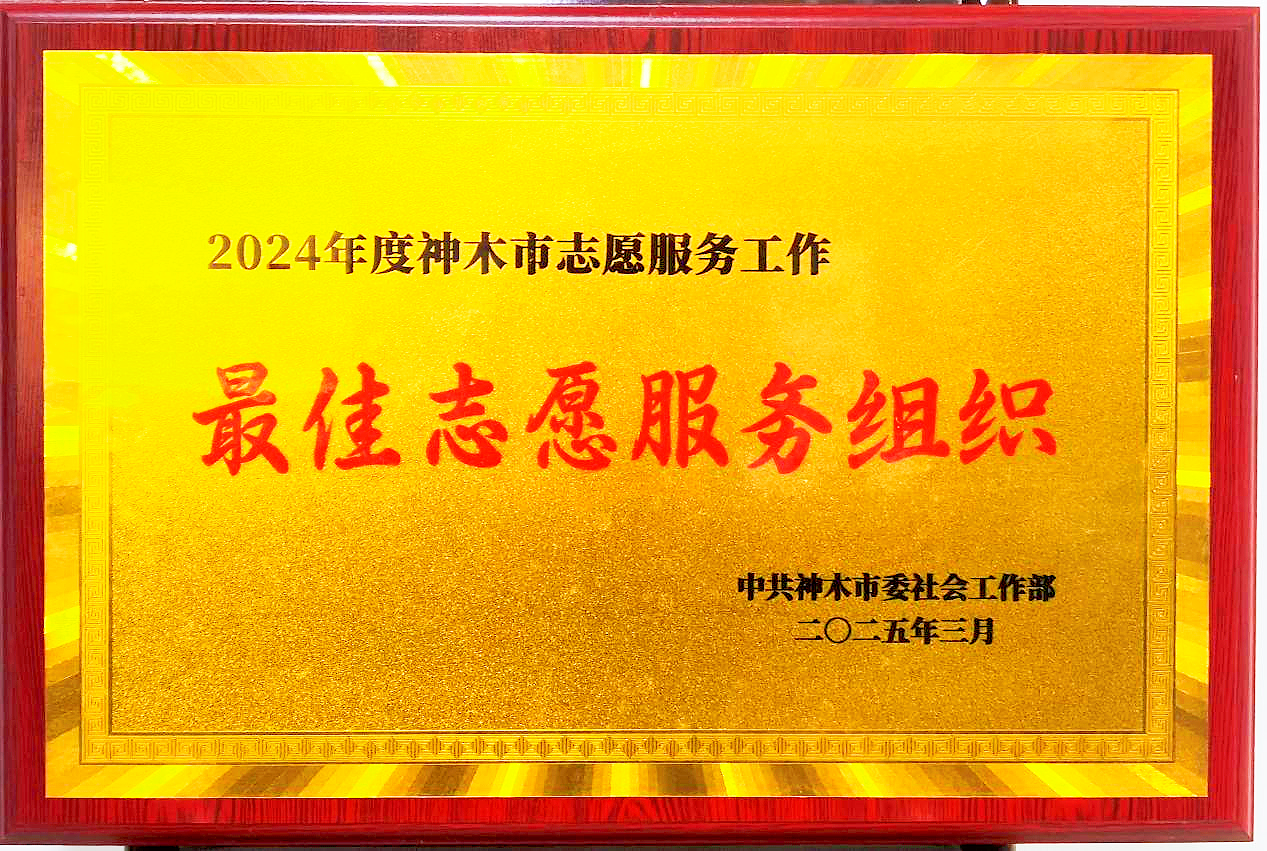 2024年度神木市志愿服务工作
最佳志愿服务组织
中共神木市委社会工作部
二〇二五年三月